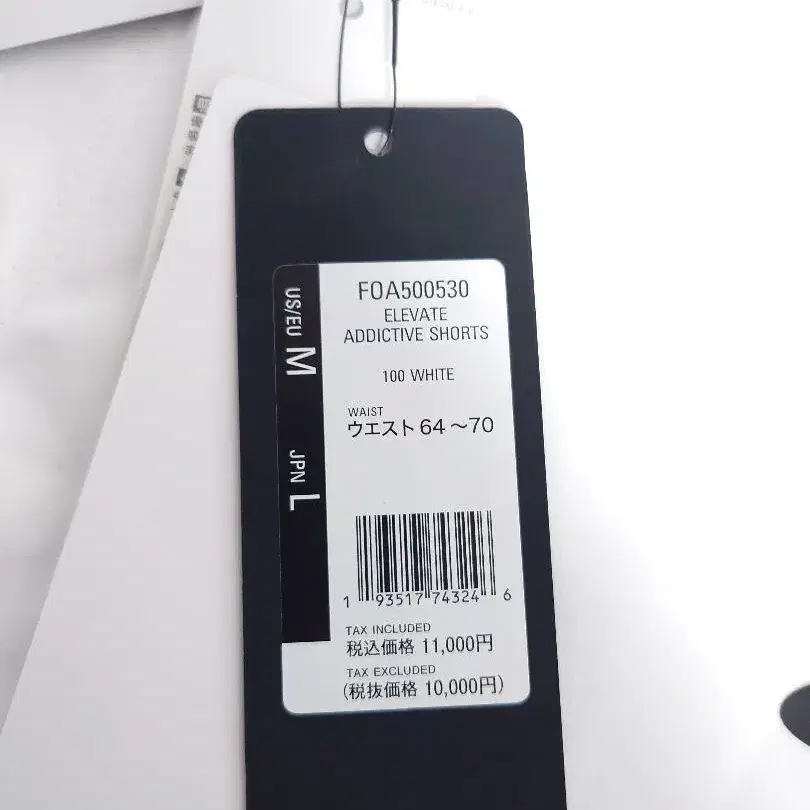 US/EU M
JPN L
FOA500530
ELEVATE
ADDICTIVE SHORTS
100 WHITE
WAIST
ウエスト 64～70
1 93517 74324 6
TAX INCLUDED
税込価格 11,000円
TAX EXCLUDED
(税抜価格 10,000円)